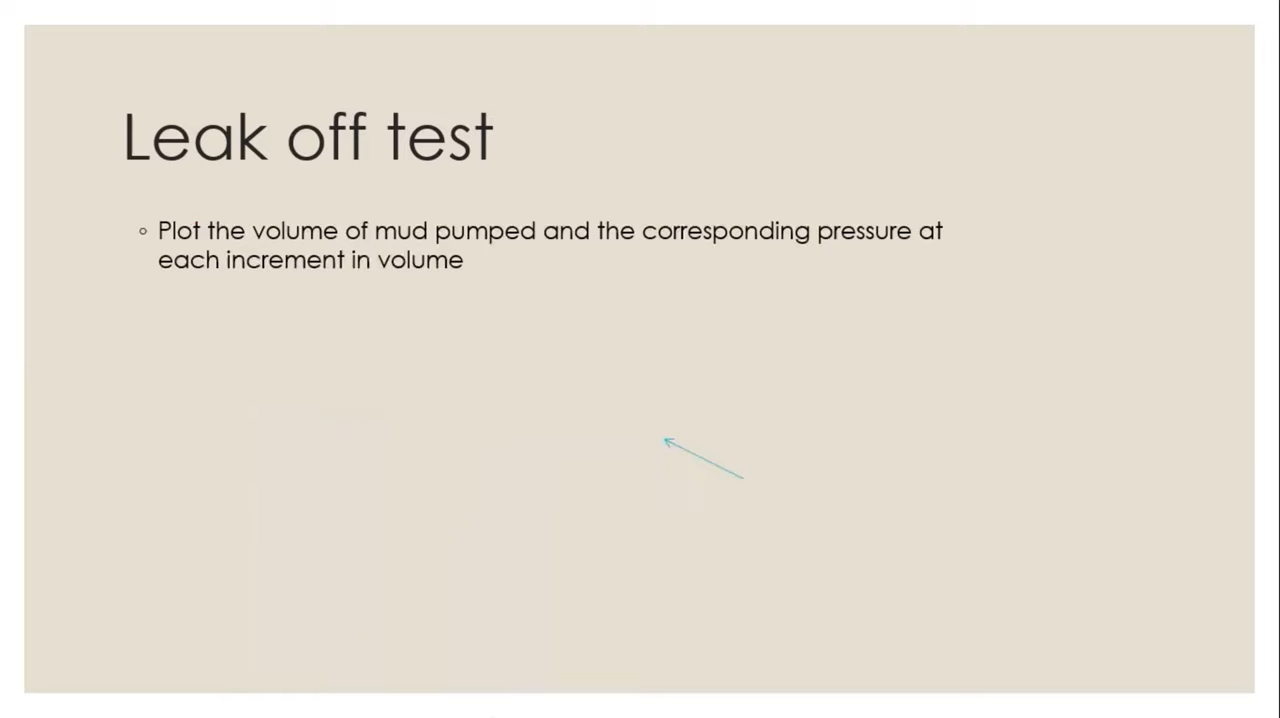 Leak off test
◦ Plot the volume of mud pumped and the corresponding pressure at
each increment in volume